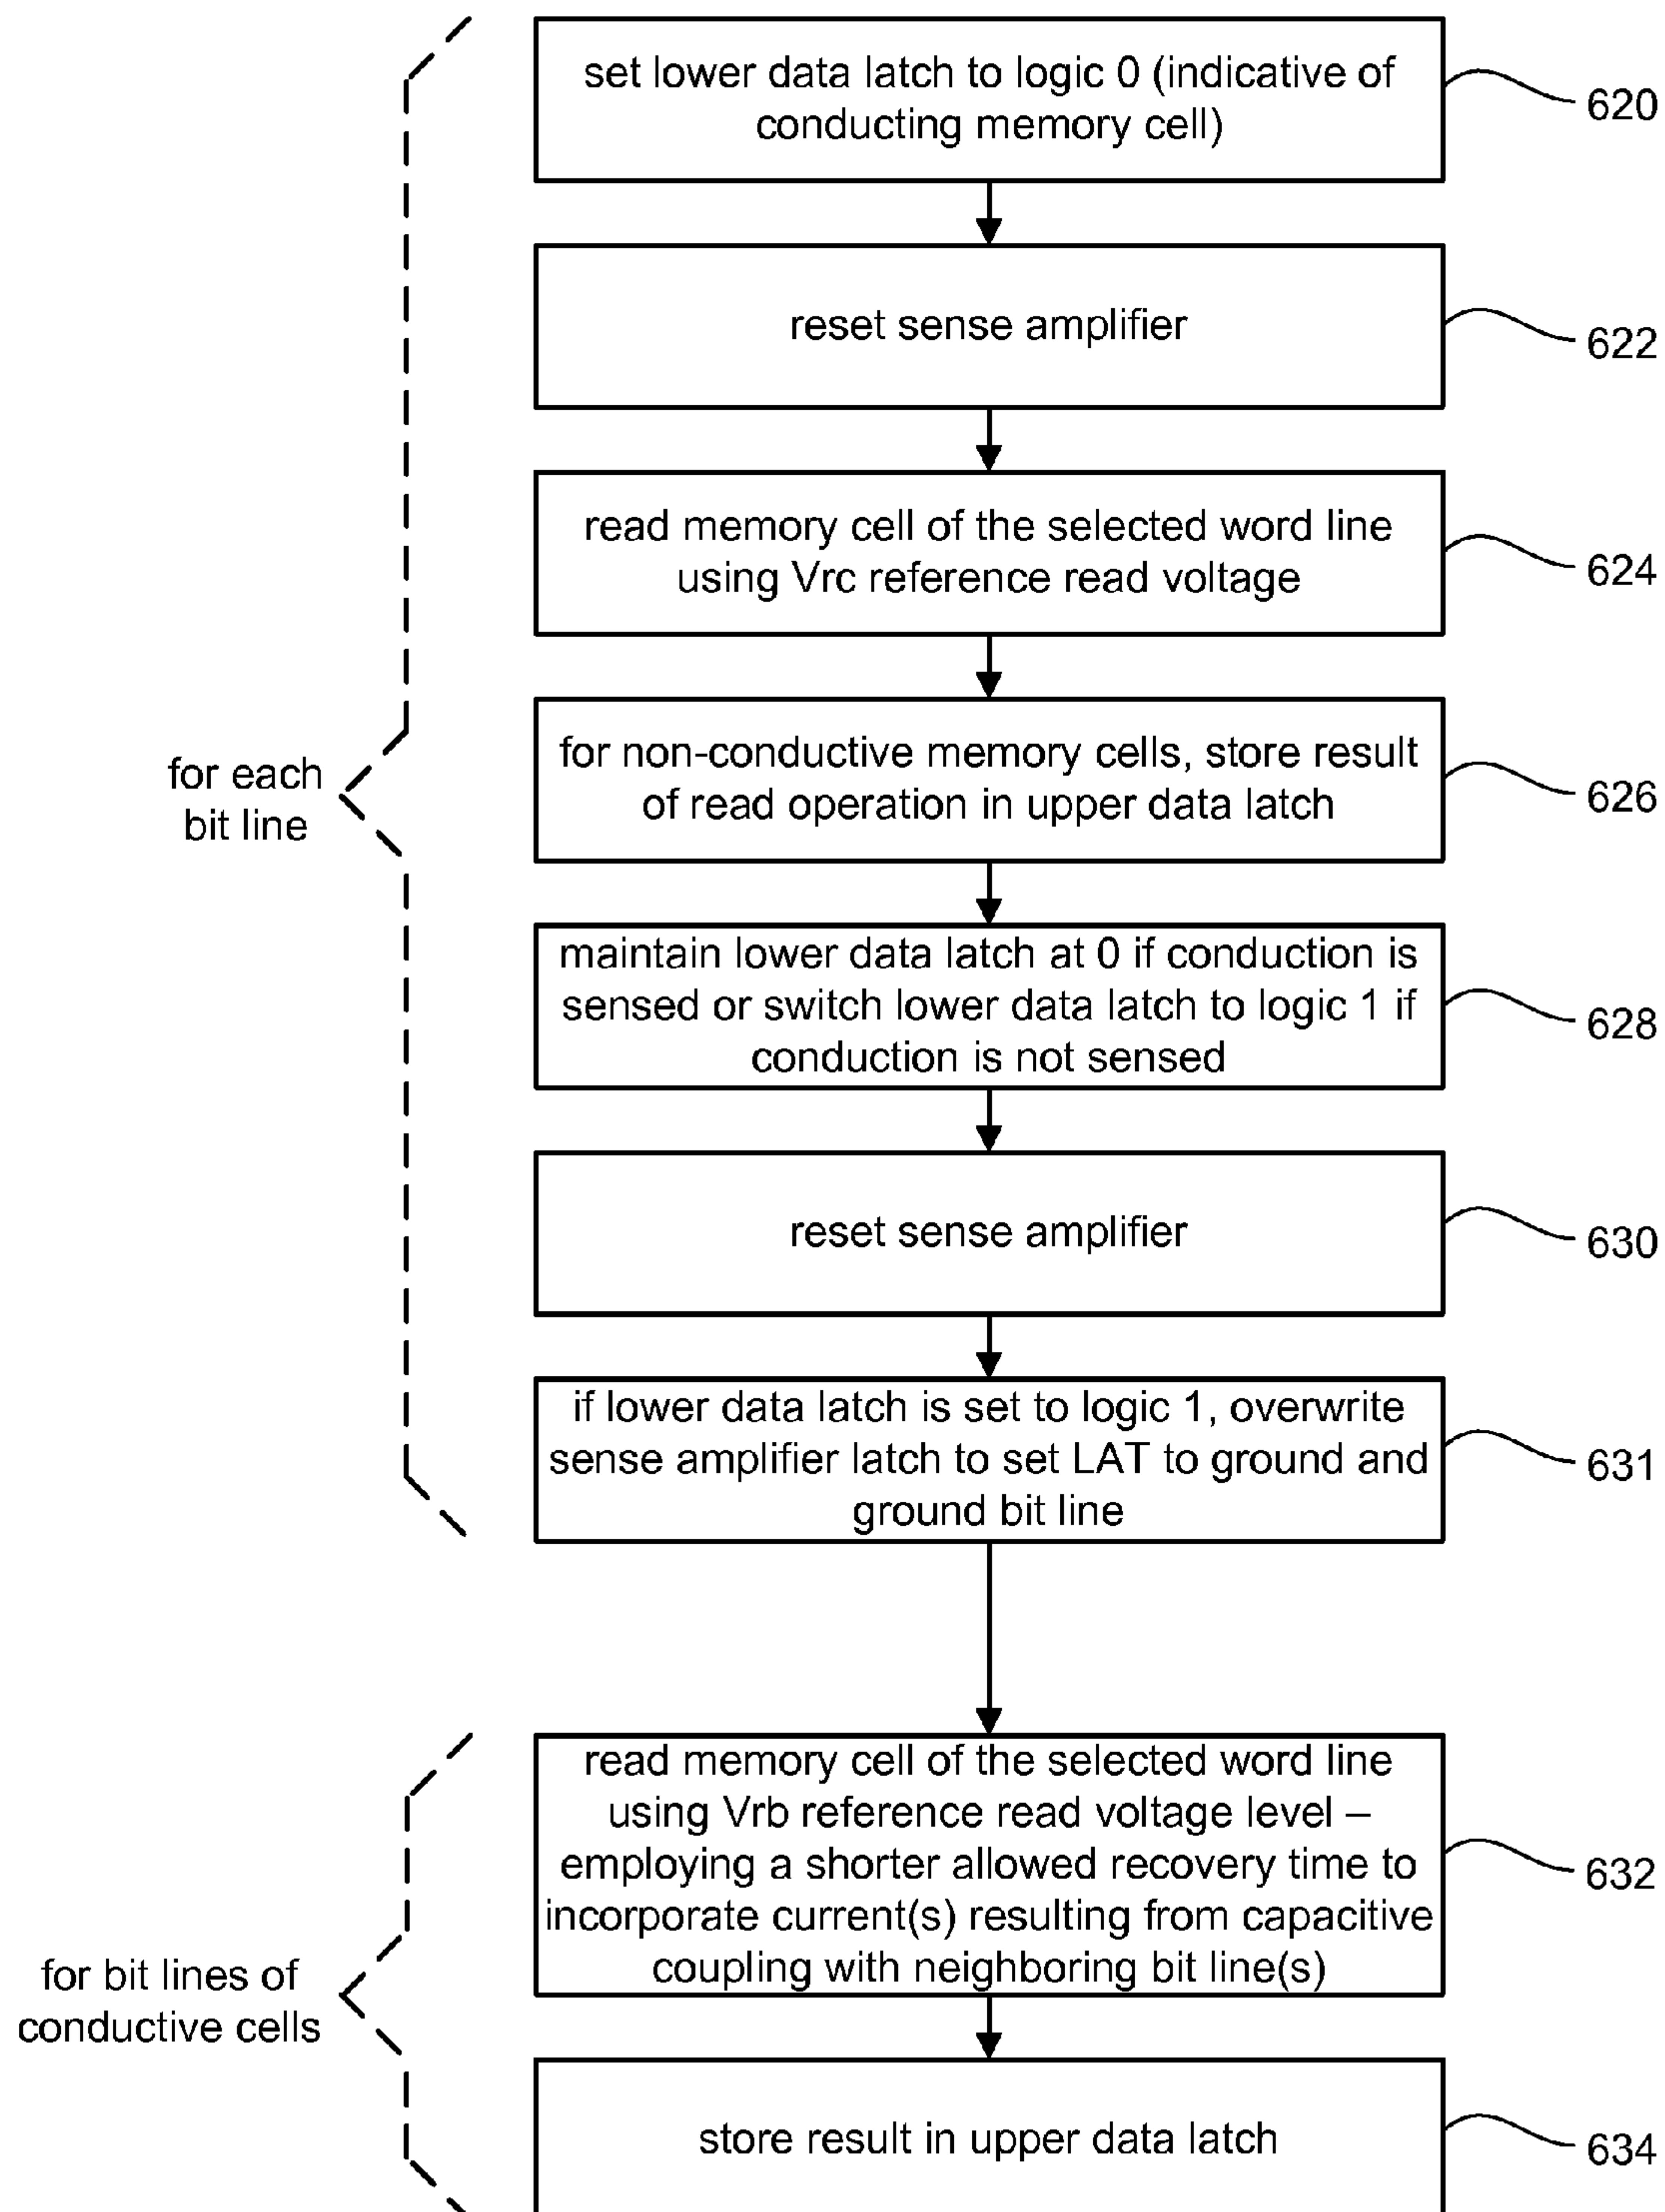 set lower data latch to logic 0 (indicative of
conducting memory cell)
620
reset sense amplifier
622
read memory cell of the selected word line
using Vrc reference read voltage
624
for non-conductive memory cells, store result
of read operation in upper data latch
626
for each
bit line
maintain lower data latch at 0 if conduction is
sensed or switch lower data latch to logic 1 if
conduction is not sensed
628
reset sense amplifier
630
if lower data latch is set to logic 1, overwrite
sense amplifier latch to set LAT to ground and
ground bit line
631
read memory cell of the selected word line
using Vrb reference read voltage level –
employing a shorter allowed recovery time to
incorporate current(s) resulting from capacitive
coupling with neighboring bit line(s)
632
for bit lines of
conductive cells
store result in upper data latch
634